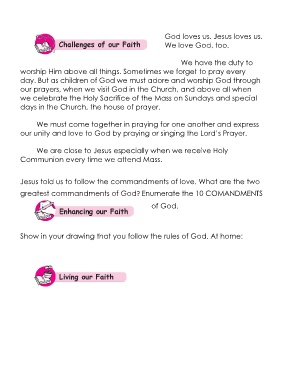 God loves us. Jesus loves us.
Challenges of our Faith
We love God, too.
We have the duty to
worship Him above all things. Sometimes we forget to pray every
day. But as children of God we must adore and worship God through
our prayers, when we visit God in the Church, and above all when
we celebrate the Holy Sacrifice of the Mass on Sundays and special
days in the Church, the house of prayer.
We must come together in praying for one another and express
our unity and love to God by praying or singing the Lord's Prayer.
We are close to Jesus especially when we receive Holy
Communion every time we attend Mass.
Jesus told us to follow the commandments of love. What are the two
greatest commandments of God? Enumerate the 10 COMANDMENTS
of God.
Enhancing our Faith
Show in your drawing that you follow the rules of God. At home:
Living our Faith